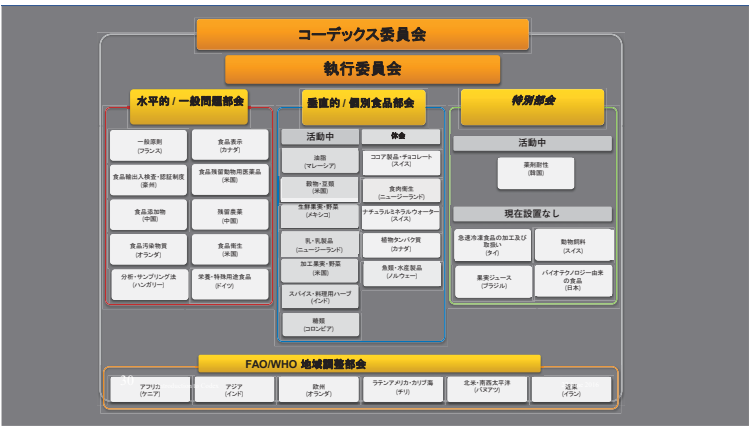 コーデックス委員会
執行委員会
水平的 / 一般問題部会
一般原則
(フランス)
食品表示
(カナダ)
食品輸出入検査・認証制度
(豪州)
食品残留動物用医薬品
(米国)
食品添加物
(中国)
残留農薬
(中国)
食品汚染物質
(オランダ)
食品衛生
(米国)
分析・サンプリング法
(ハンガリー)
栄養・特殊用途食品
(ドイツ)
垂直的 / 個別食品部会
活動中
油脂
(マレーシア)
穀物・豆類
(米国)
生鮮果実・野菜
(メキシコ)
乳・乳製品
(ニュージーランド)
加工果実・野菜
(米国)
スパイス・料理用ハーブ
(インド)
糖類
(コロンビア)
休会
ココア製品・チョコレート
(スイス)
食肉衛生
(ニュージーランド)
ナチュラルミネラルウォーター
(スイス)
植物タンパク質
(カナダ)
魚類・水産製品
(ノルウェー)
特別部会
活動中
薬剤耐性
(韓国)
現在設置なし
急速冷凍食品の加工及び
取扱い
(タイ)
動物飼料
(スイス)
果実ジュース
(ブラジル)
バイオテクノロジー由来
の食品
(日本)
FAO/WHO 地域調整部会
30
アフリカ
(ケニア)
アジア
(インド)
欧州
(オランダ)
ラテンアメリカ・カリブ海
(チリ)
北米・南西太平洋
(バヌアツ)
近東
(イラン)